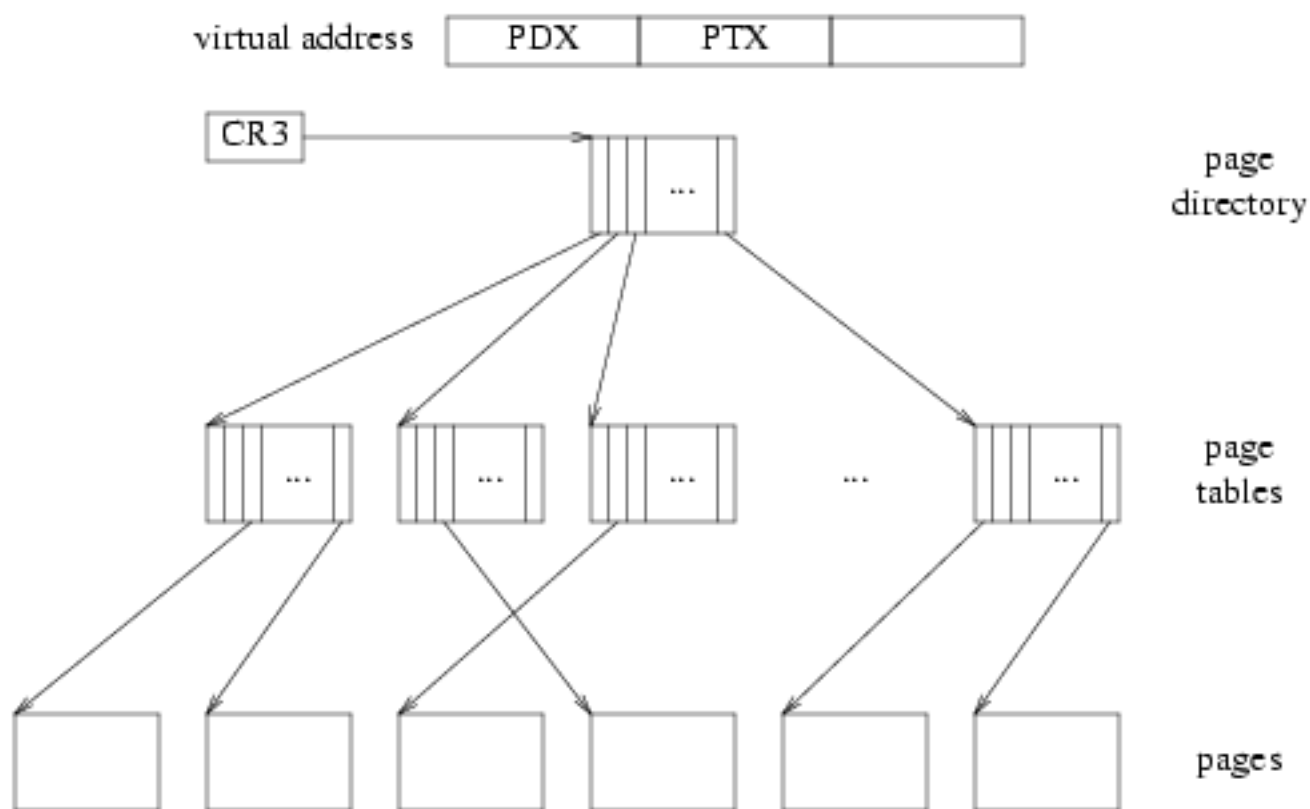 virtual address PDX PTX
CR3
page
directory
...
page
tables
... ... ... ... ...
pages